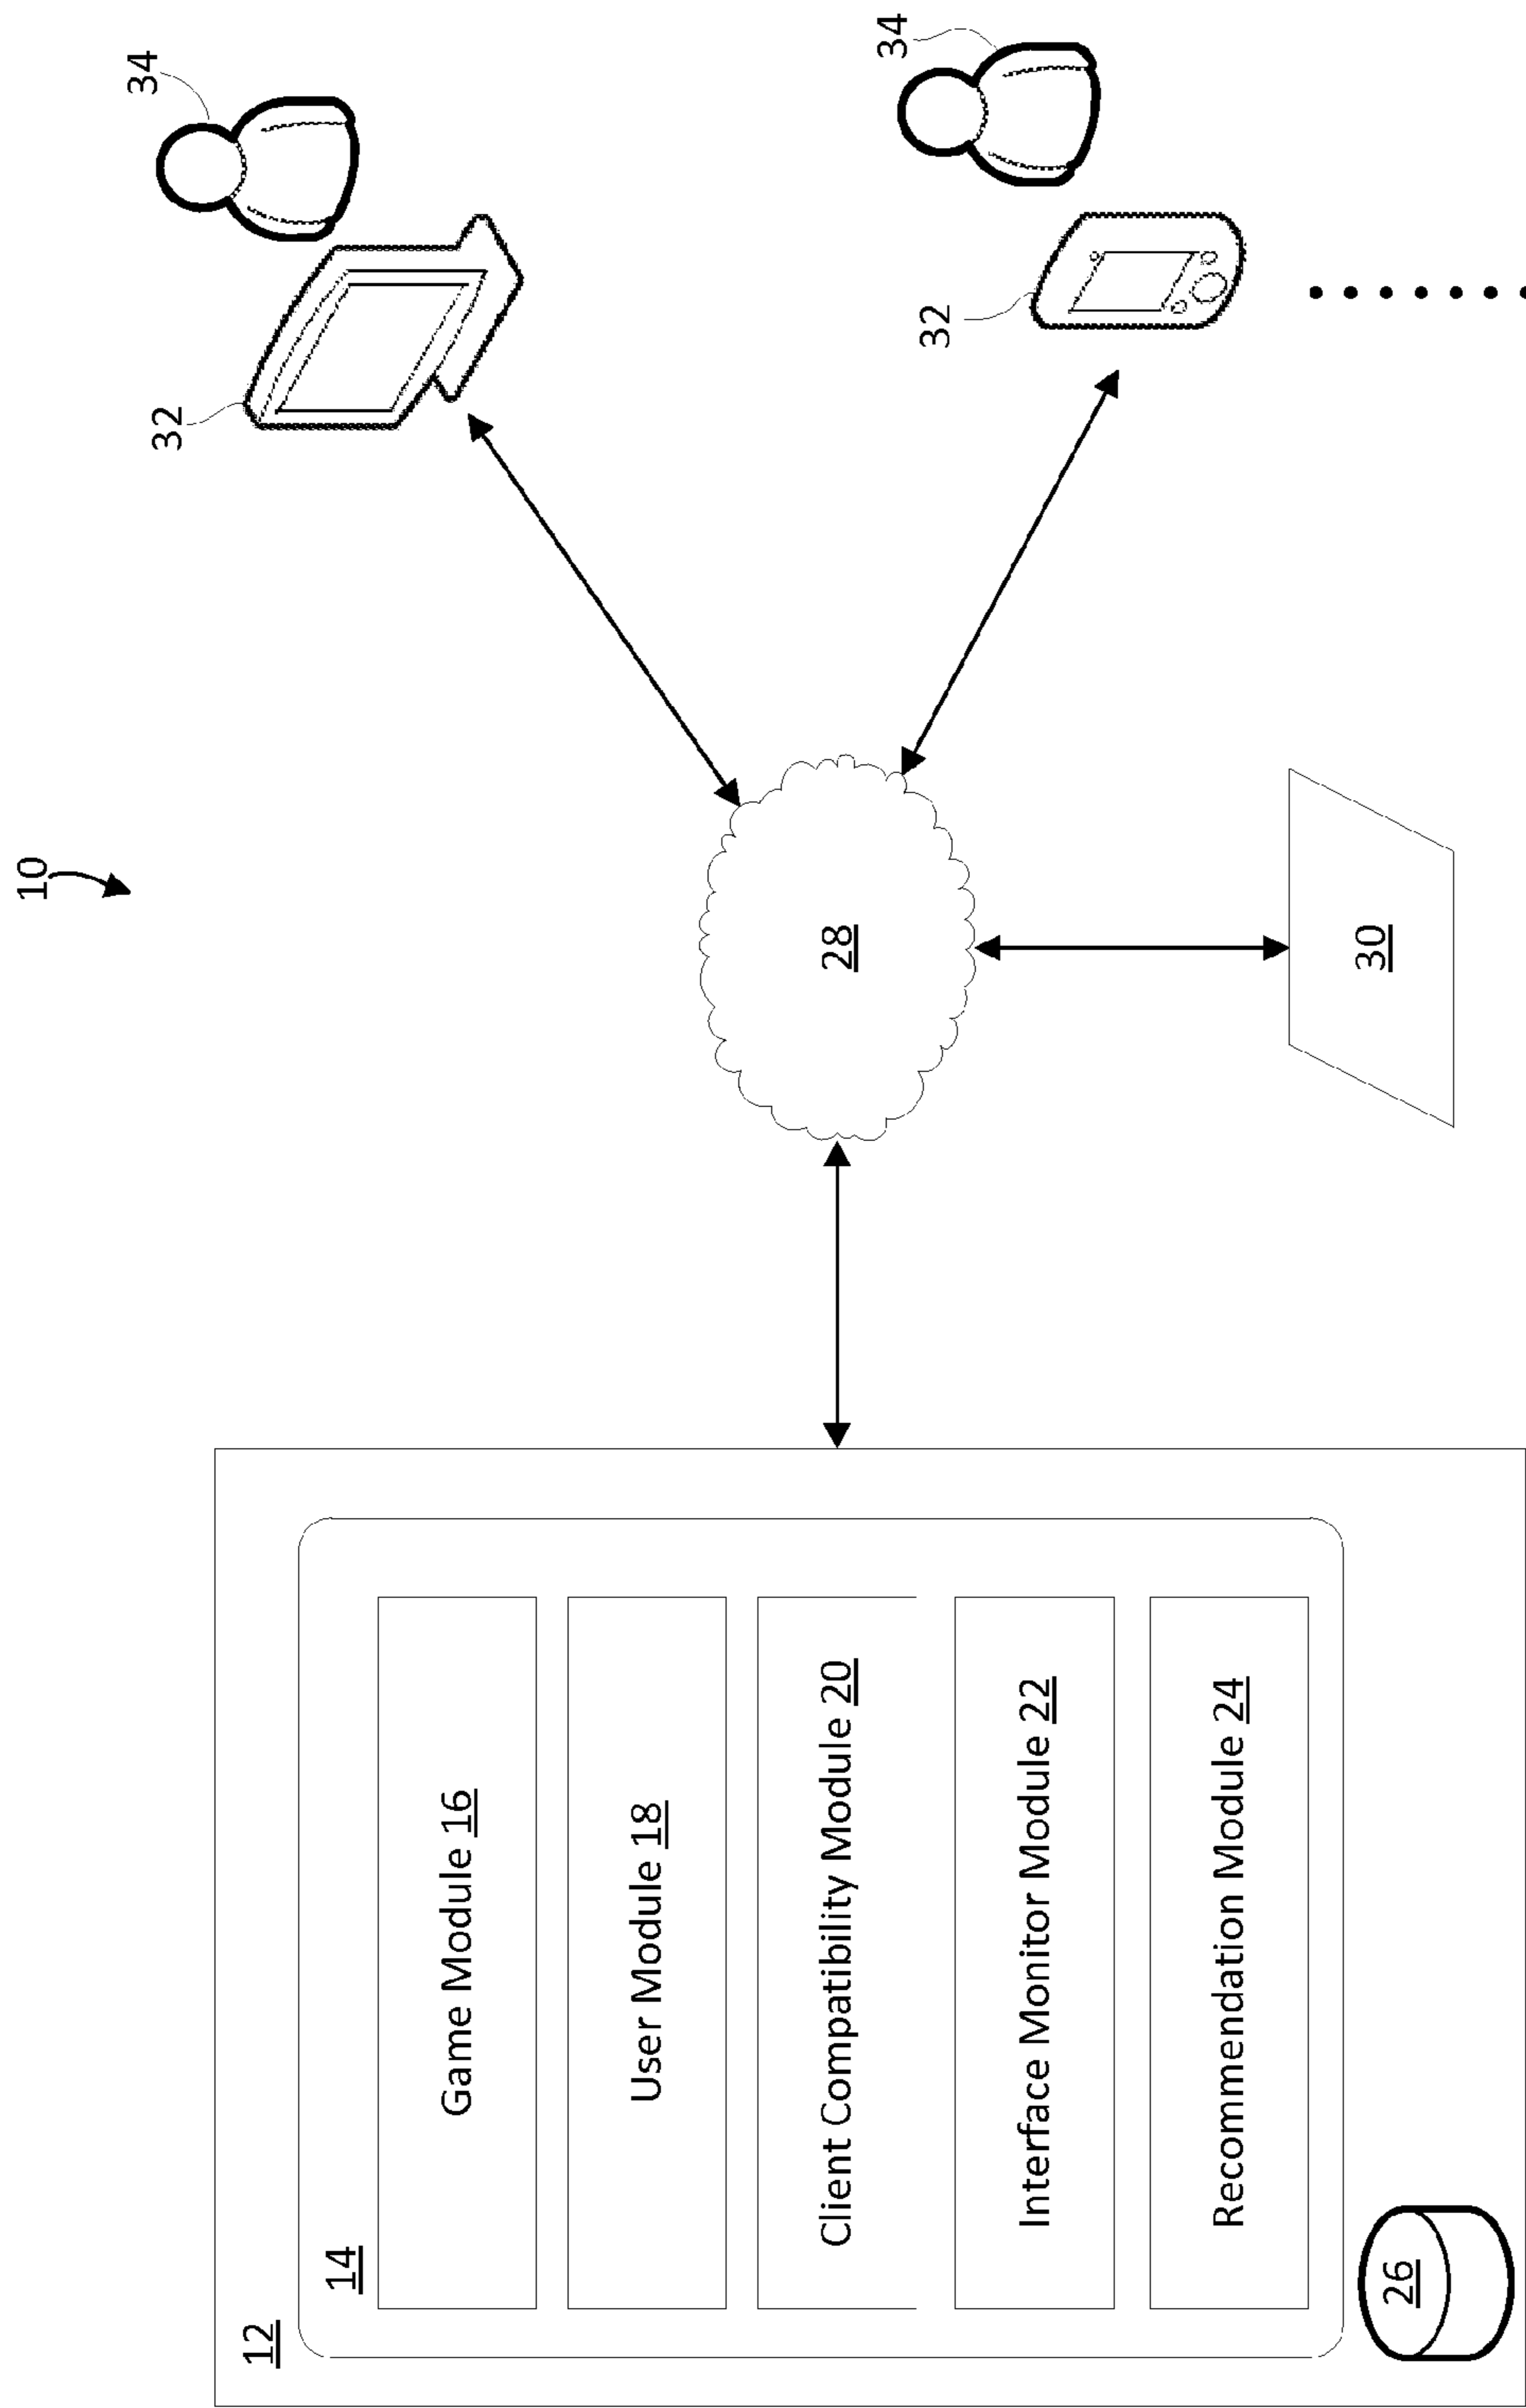 10
12
14
Game Module 16
User Module 18
Client Compatibility Module 20
Interface Monitor Module 22
Recommendation Module 24
26
28
30
32
34
32
34